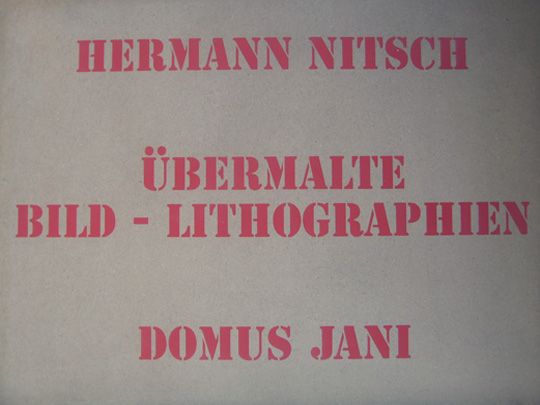 HERMANN NITSCH
ÜBERMALTE
BILD - LITHOGRAPHIEN
DOMUS JANI